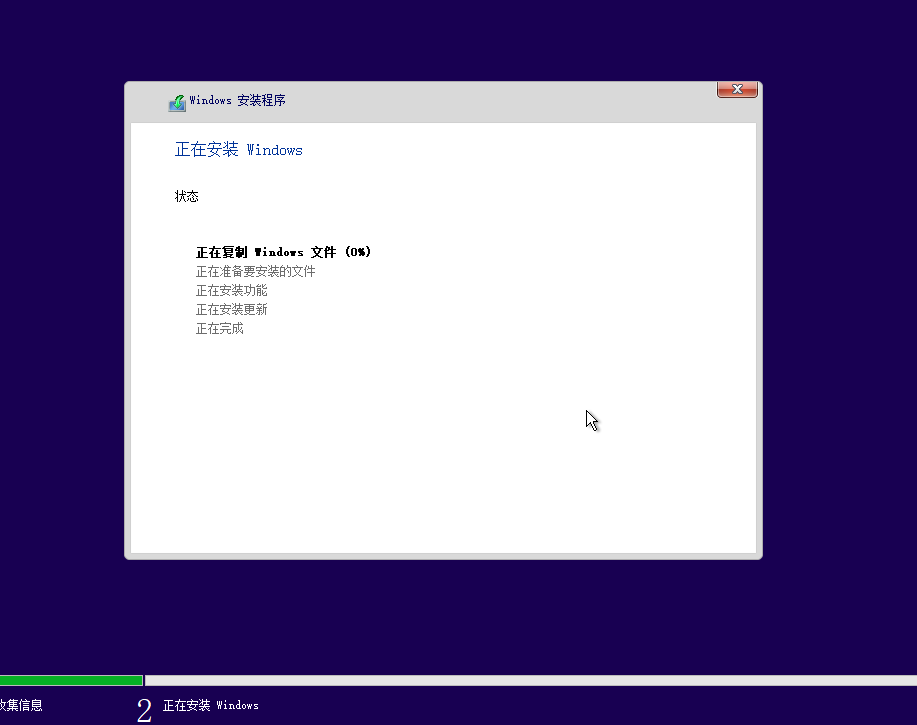 Windows 安装程序
正在安装 Windows
状态
正在复制 Windows 文件 (0%)
正在准备要安装的文件
正在安装功能
正在安装更新
正在完成
收集信息
2 正在安装 Windows